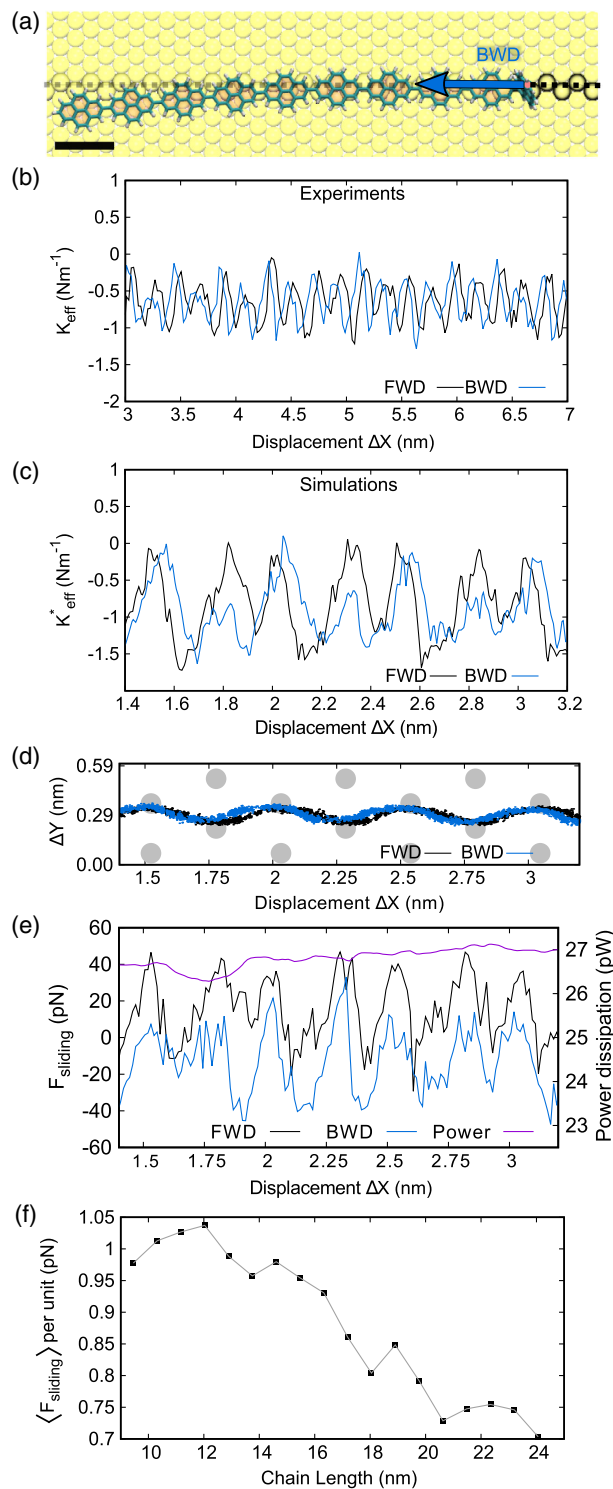 (a)
BWD
(b)
Experiments
1
0.5
0
-0.5
-1
-1.5
-2
K_eff (Nm⁻¹)
FWD BWD
3 3.5 4 4.5 5 5.5 6 6.5 7
Displacement ΔX (nm)
(c)
Simulations
1
0.5
0
-0.5
-1
-1.5
K*_eff (Nm⁻¹)
FWD BWD
1.4 1.6 1.8 2 2.2 2.4 2.6 2.8 3 3.2
Displacement ΔX (nm)
(d)
0.59
0.29
0.00
ΔY (nm)
FWD BWD
1.5 1.75 2 2.25 2.5 2.75 3
Displacement ΔX (nm)
(e)
60
40
20
0
-20
-40
-60
F_sliding (pN)
27
26
25
24
23
Power dissipation (pW)
FWD BWD Power
1.5 1.75 2 2.25 2.5 2.75 3
Displacement ΔX (nm)
(f)
1.05
1
0.95
0.9
0.85
0.8
0.75
0.7
⟨F_sliding⟩ per unit (pN)
10 12 14 16 18 20 22 24
Chain Length (nm)